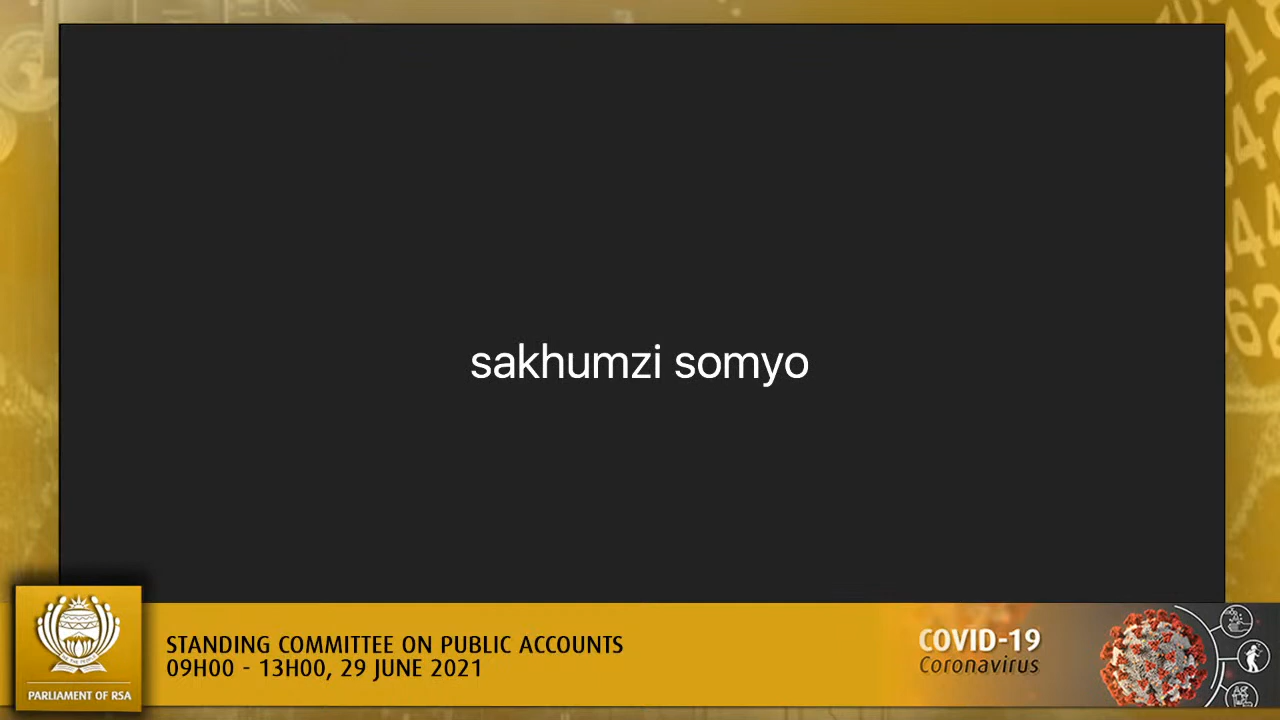 sakhumzi somyo
STANDING COMMITTEE ON PUBLIC ACCOUNTS
09H00 - 13H00, 29 JUNE 2021
COVID-19
Coronavirus
PARLIAMENT OF RSA